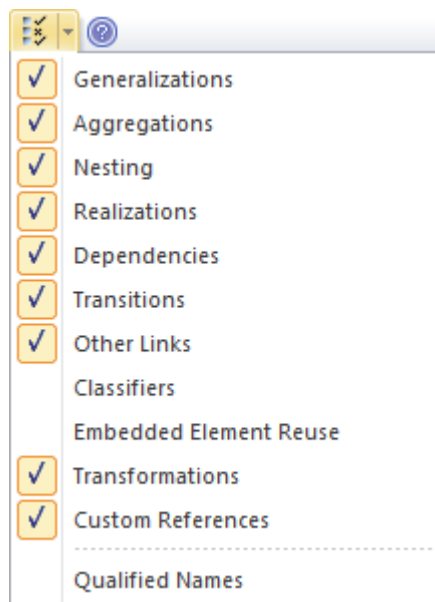 Generalizations
Aggregations
Nesting
Realizations
Dependencies
Transitions
Other Links
Classifiers
Embedded Element Reuse
Transformations
Custom References
Qualified Names